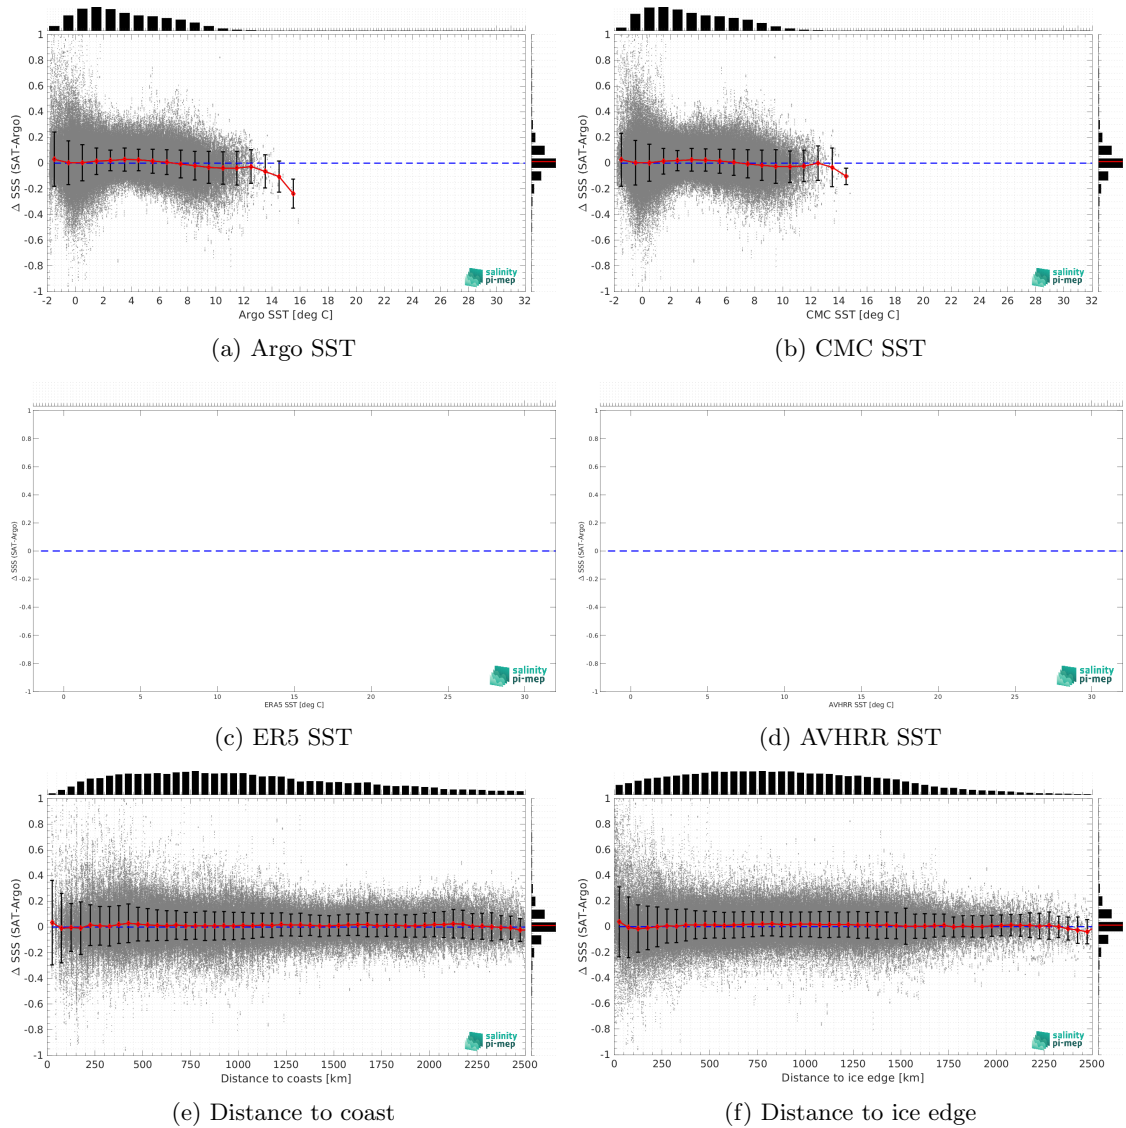 1
0.8
0.6
0.4
0.2
0
-0.2
-0.4
-0.6
-0.8
-1
Δ SSS (SAT-Argo)
salinity
pi-mep
-2 0 2 4 6 8 10 12 14 16 18 20 22 24 26 28 30 32
Argo SST [deg C]
(a) Argo SST
1
0.8
0.6
0.4
0.2
0
-0.2
-0.4
-0.6
-0.8
-1
Δ SSS (SAT-Argo)
salinity
pi-mep
-2 0 2 4 6 8 10 12 14 16 18 20 22 24 26 28 30 32
CMC SST [deg C]
(b) CMC SST
1
0.8
0.6
0.4
0.2
0
-0.2
-0.4
-0.6
-0.8
-1
Δ SSS (SAT-Argo)
salinity
pi-mep
0 5 10 15 20 25 30
ERA5 SST [deg C]
(c) ER5 SST
1
0.8
0.6
0.4
0.2
0
-0.2
-0.4
-0.6
-0.8
-1
Δ SSS (SAT-Argo)
salinity
pi-mep
0 5 10 15 20 25 30
AVHRR SST [deg C]
(d) AVHRR SST
1
0.8
0.6
0.4
0.2
0
-0.2
-0.4
-0.6
-0.8
-1
Δ SSS (SAT-Argo)
salinity
pi-mep
0 250 500 750 1000 1250 1500 1750 2000 2250 2500
Distance to coasts [km]
(e) Distance to coast
1
0.8
0.6
0.4
0.2
0
-0.2
-0.4
-0.6
-0.8
-1
Δ SSS (SAT-Argo)
salinity
pi-mep
0 250 500 750 1000 1250 1500 1750 2000 2250 2500
Distance to ice edge [km]
(f) Distance to ice edge